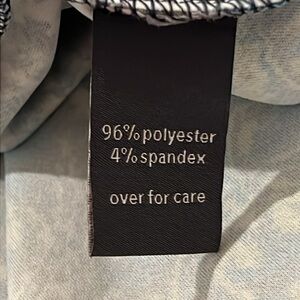 96% polyester
4% spandex
over for care